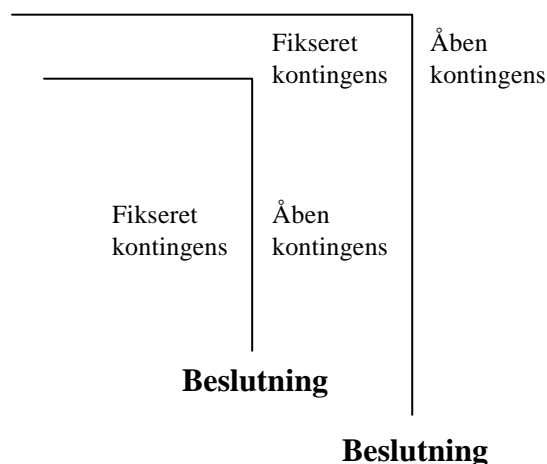 Fikseret
kontingens
Åben
kontingens
Fikseret
kontingens
Åben
kontingens
Beslutning
Beslutning